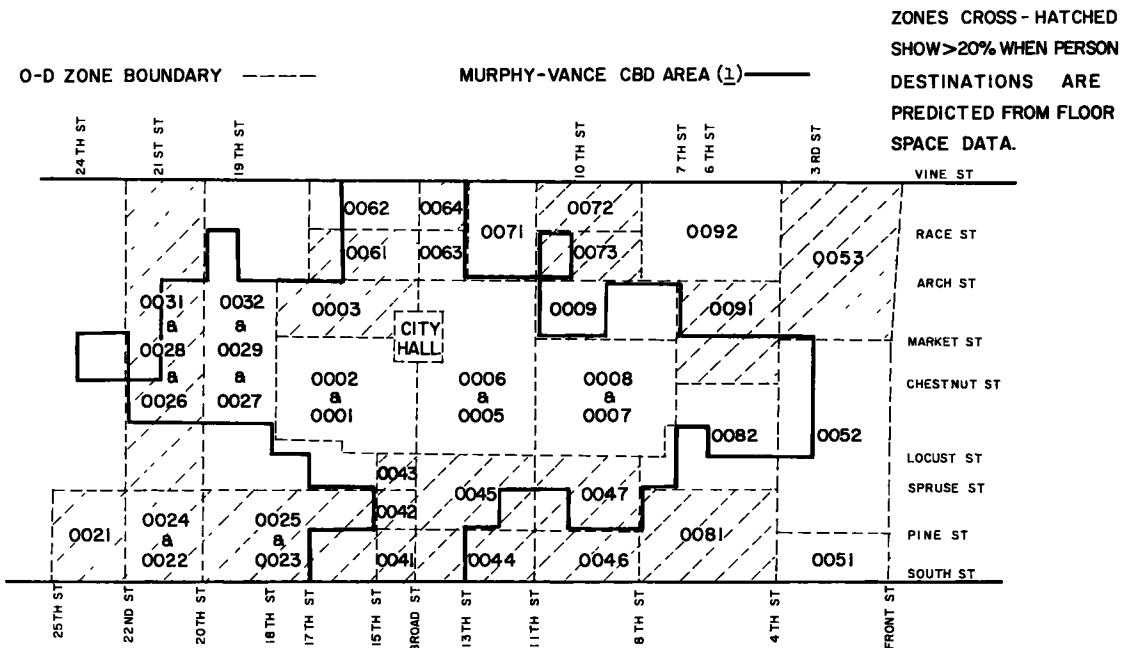 ZONES CROSS-HATCHED
SHOW >20% WHEN PERSON
DESTINATIONS ARE
PREDICTED FROM FLOOR
SPACE DATA.
O-D ZONE BOUNDARY
MURPHY-VANCE CBD AREA (1)
24TH ST
21 ST ST
19TH ST
10TH ST
7TH ST
6TH ST
3RD ST
VINE ST
RACE ST
ARCH ST
MARKET ST
CHESTNUT ST
LOCUST ST
SPRUSE ST
PINE ST
SOUTH ST
0062
0064
0071
0072
0092
0053
0061
0063
0073
0031
a
0028
a
0026
0032
a
0029
a
0027
0003
CITY
HALL
0009
0091
0002
a
0001
0006
a
0005
0008
a
0007
0082
0052
0043
0042
0045
0047
0021
0024
a
0022
0025
a
0023
0041
0044
0046
0081
0051
25TH ST
22ND ST
20TH ST
18TH ST
17TH ST
15TH ST
BROAD ST
13TH ST
11TH ST
8TH ST
4TH ST
FRONT ST